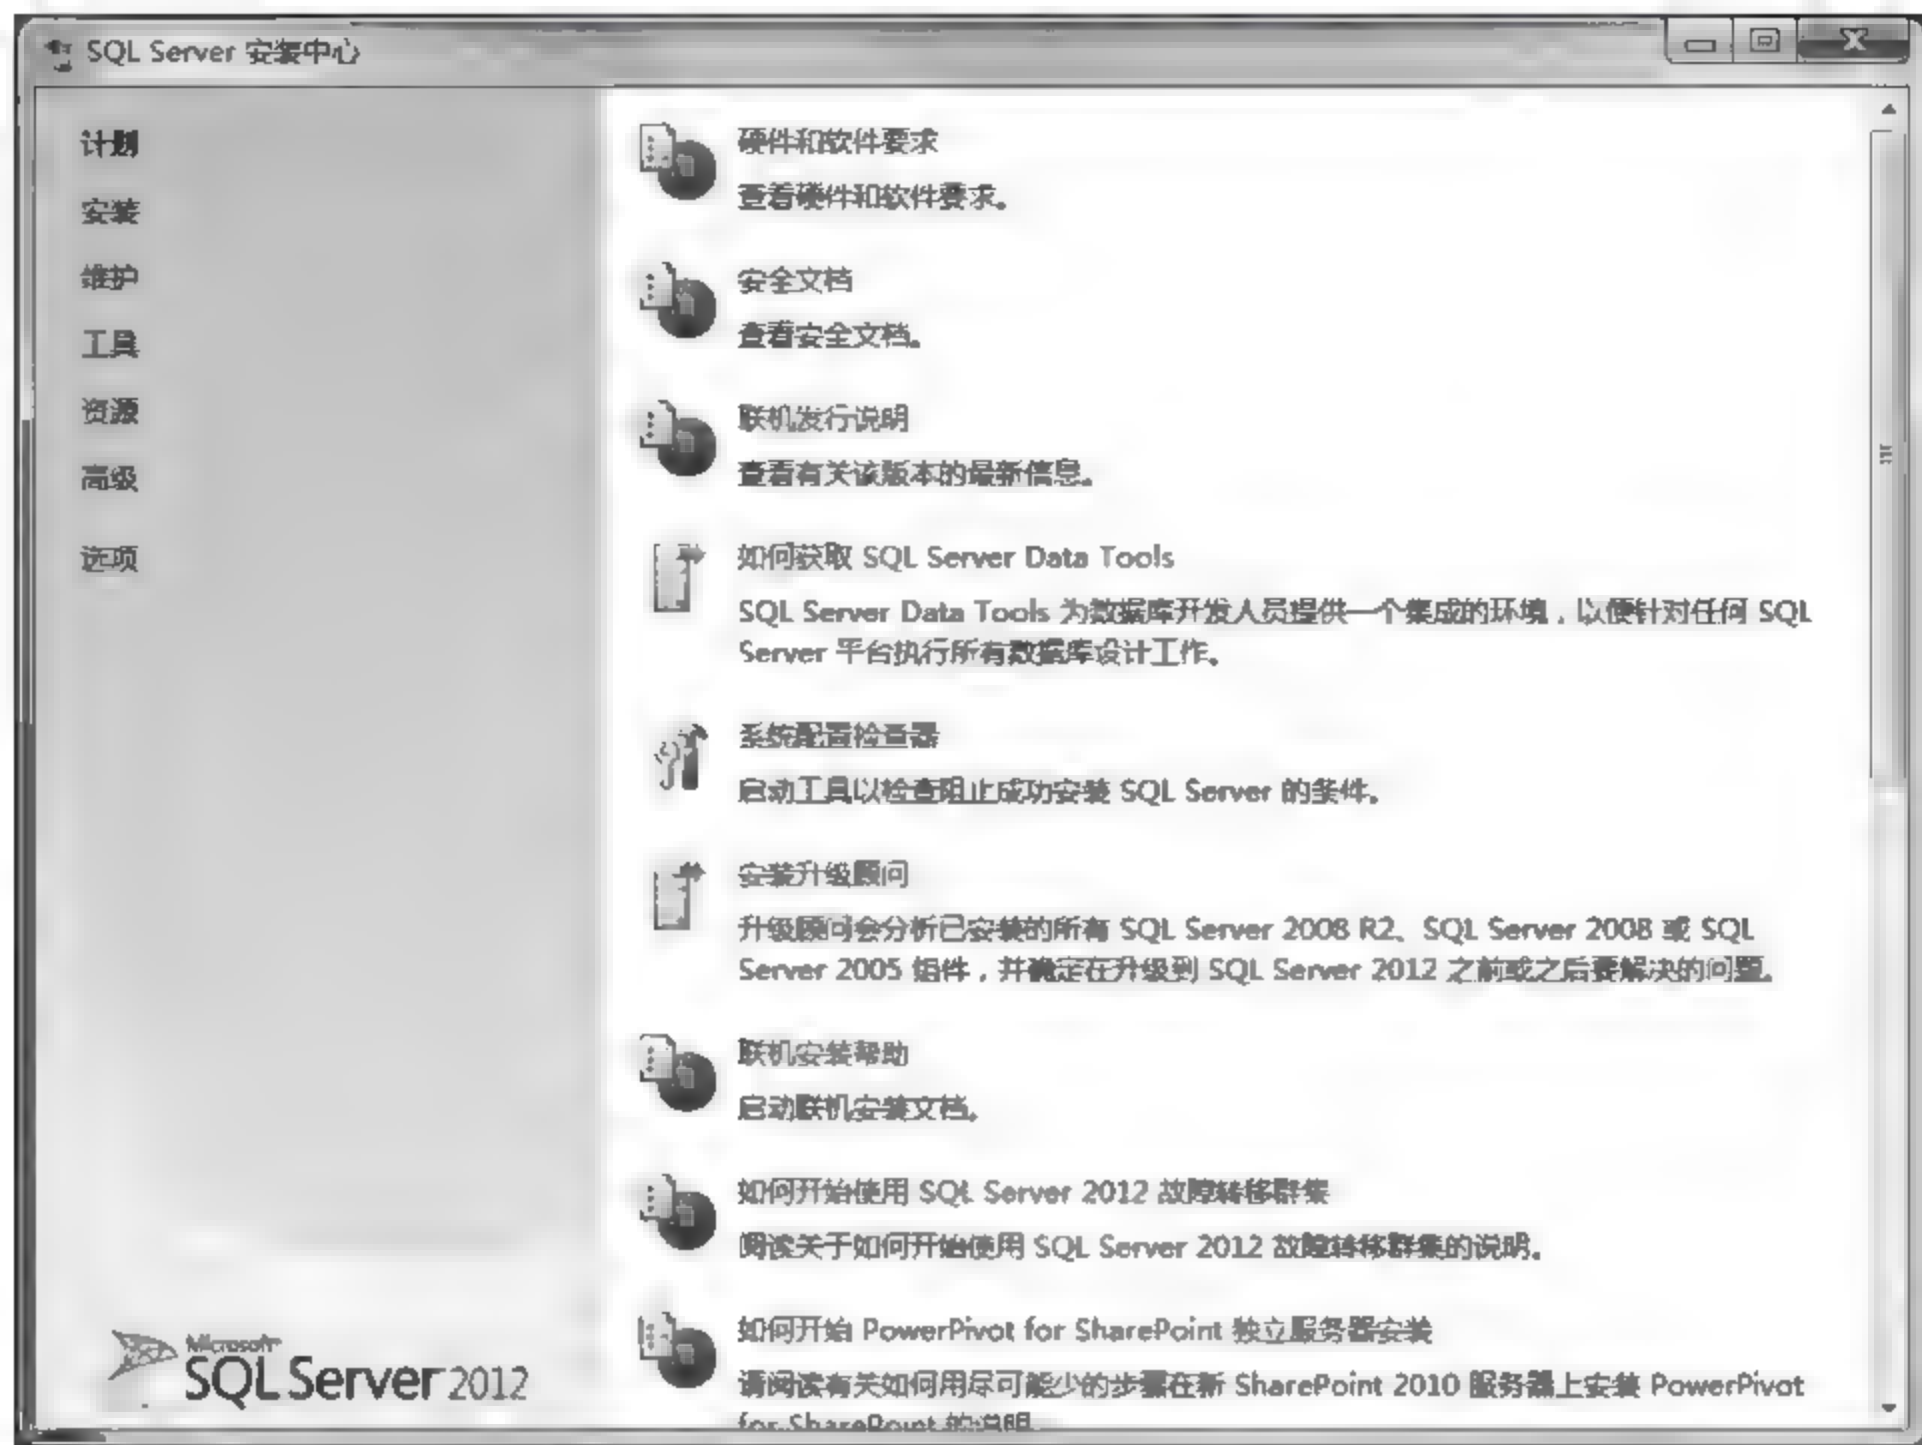 SQL Server 安装中心
计划
安装
维护
工具
资源
高级
选项
硬件和软件要求
查看硬件和软件要求。
安全文档
查看安全文档。
联机发行说明
查看有关该版本的最新信息。
如何获取 SQL Server Data Tools
SQL Server Data Tools 为数据库开发人员提供一个集成的环境，以便针对任何 SQL
Server 平台执行所有数据库设计工作。
系统配置检查器
启动工具以检查阻止成功安装 SQL Server 的条件。
安装升级顾问
升级顾问会分析已安装的所有 SQL Server 2008 R2、SQL Server 2008 或 SQL
Server 2005 组件，并确定在升级到 SQL Server 2012 之前或之后要解决的问题。
联机安装帮助
启动联机安装文档。
如何开始使用 SQL Server 2012 故障转移群集
阅读关于如何开始使用 SQL Server 2012 故障转移群集的说明。
如何开始 PowerPivot for SharePoint 独立服务器安装
请阅读有关如何用尽可能少的步骤在新 SharePoint 2010 服务器上安装 PowerPivot
for SharePoint 的说明。
Microsoft
SQL Server 2012